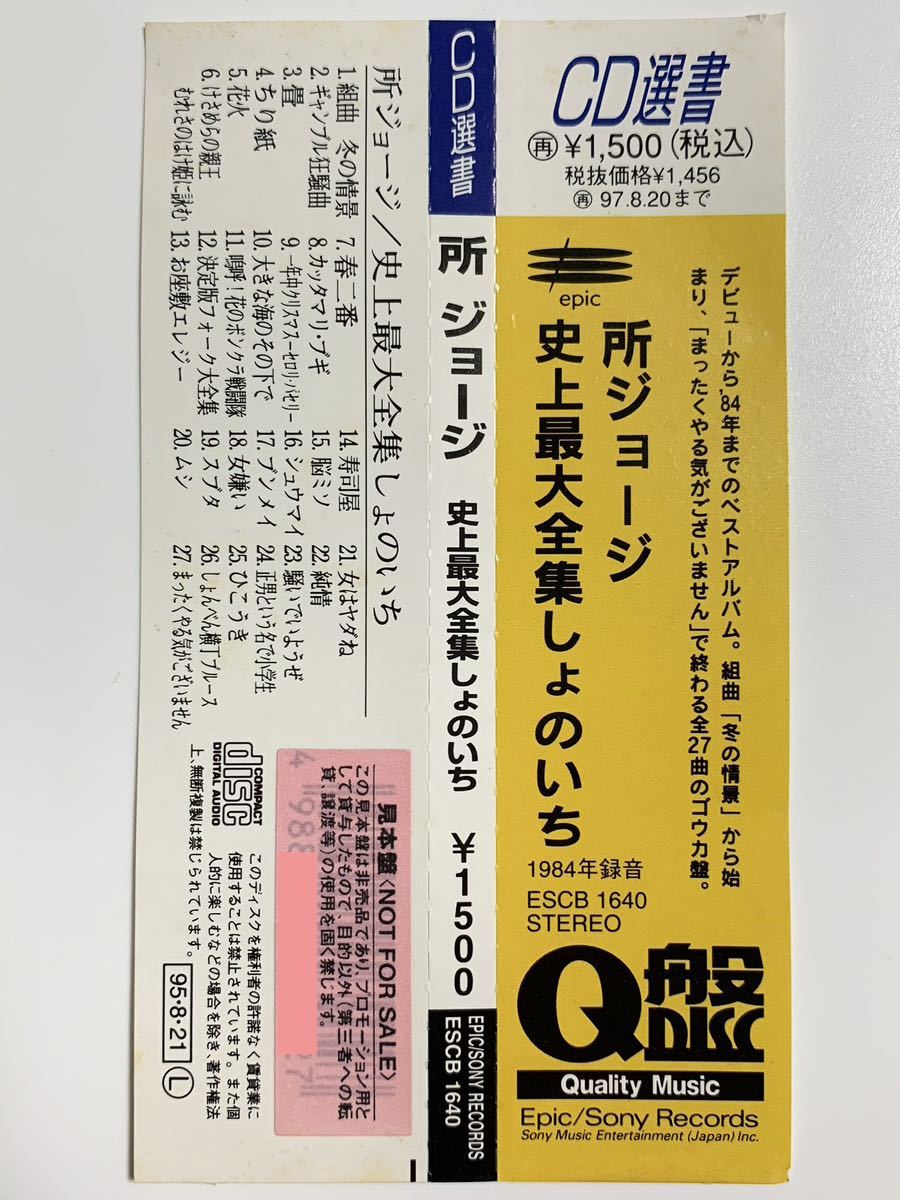 CD選書
再 ¥1,500(税込)
税抜価格¥1,456
再 97.8.20まで
epic
所ジョージ
史上最大全集しょのいち
デビューから'84年までのベストアルバム。組曲「冬の情景」から始
まり、「まったくやる気がございません」で終わる全27曲のゴウカ盤。
1984年録音
ESCB 1640
STEREO
Q盤
DISC
Quality Music
Epic/Sony Records
Sony Music Entertainment (Japan) Inc.
CD選書
所 ジョージ 史上最大全集しょのいち ¥1500
EPIC/SONY RECORDS
ESCB 1640
所ジョージ/史上最大全集しょのいち
1. 組曲 冬の情景
2. ギャンブル狂騒曲
3. 畳
4. ちり紙
5. 花火
6. けさめらの親王
むれさのはけ姫に詠む
7. 春二番
8. カッタマリ・ブギ
9. 一年中クリスマス〜セロリ・パセリ〜
10. 大きな海のその下で
11. 嗚呼!花のボンクラ戦闘隊
12. 決定版フォーク大全集
13. お座敷エレジー
14. 寿司屋
15. 脳ミソ
16. シュウマイ
17. ブンメイ
18. 女嫌い
19. スブタ
20. ムシ
21. 女はヤダね
22. 純情
23. 騒いでいようぜ
24. 正男という名で小学生
25. ひこうき
26. しょんべん横丁ブルース
27. まったくやる気がございません
見本盤〈NOT FOR SALE〉
この見本盤は非売品であり、プロモーション用と
して貸与したもので、目的以外(第三者への転
貸、譲渡等)の使用を固く禁じます。
4 988
7
COMPACT
disc
DIGITAL AUDIO
このディスクを権利者の許諾なく賃貸業に
使用することは禁止されています。また個
人的に楽しむなどの場合を除き、著作権法
上、無断複製は禁じられています。
95・8・21 L